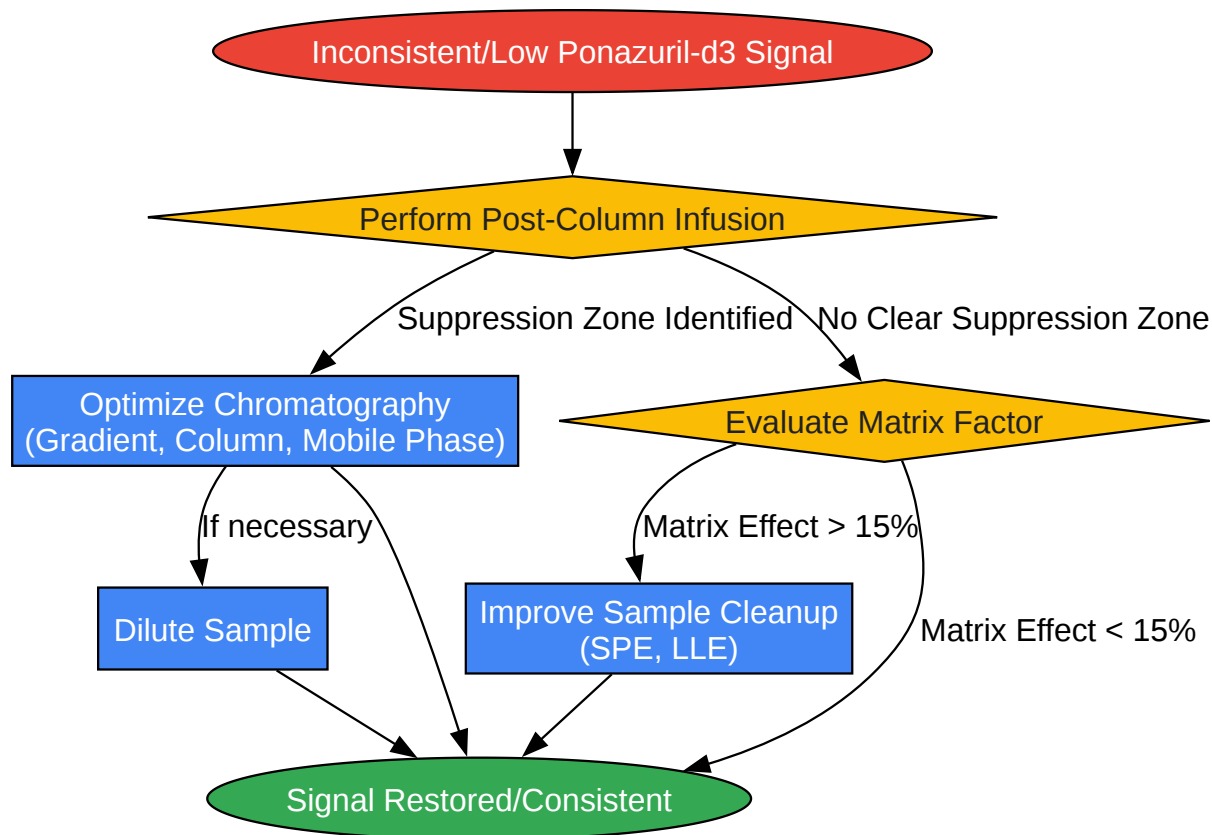 Inconsistent/Low Ponazuril-d3 Signal
Perform Post-Column Infusion
Suppression Zone Identified
No Clear Suppression Zone
Optimize Chromatography
(Gradient, Column, Mobile Phase)
Evaluate Matrix Factor
If necessary
Matrix Effect > 15%
Dilute Sample
Improve Sample Cleanup
(SPE, LLE)
Matrix Effect < 15%
Signal Restored/Consistent